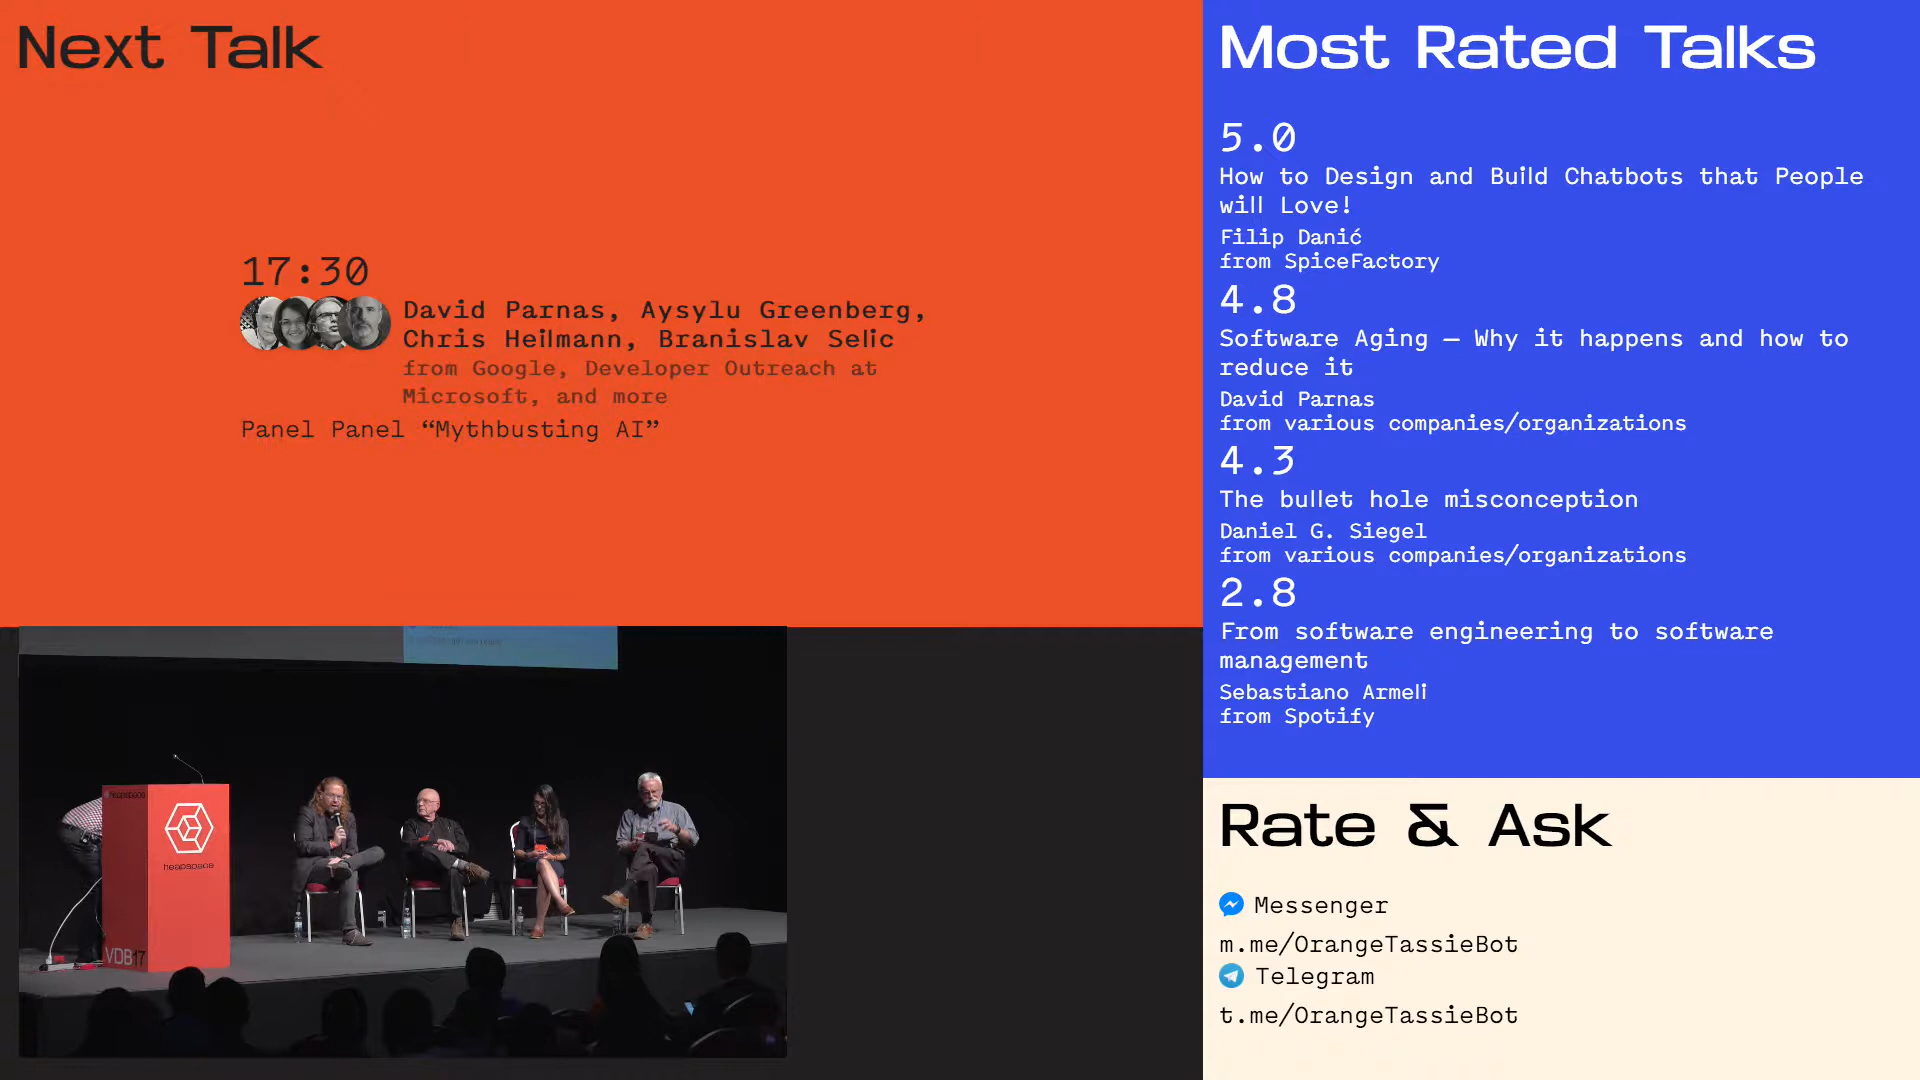 Next Talk
17:30
David Parnas, Aysylu Greenberg,
Chris Heilmann, Branislav Selic
from Google, Developer Outreach at
Microsoft, and more
Panel Panel “Mythbusting AI”
heapspace
heapspace
VDB17
Most Rated Talks
5.0
How to Design and Build Chatbots that People
will Love!
Filip Danić
from SpiceFactory
4.8
Software Aging — Why it happens and how to
reduce it
David Parnas
from various companies/organizations
4.3
The bullet hole misconception
Daniel G. Siegel
from various companies/organizations
2.8
From software engineering to software
management
Sebastiano Armeli
from Spotify
Rate & Ask
Messenger
m.me/OrangeTassieBot
Telegram
t.me/OrangeTassieBot